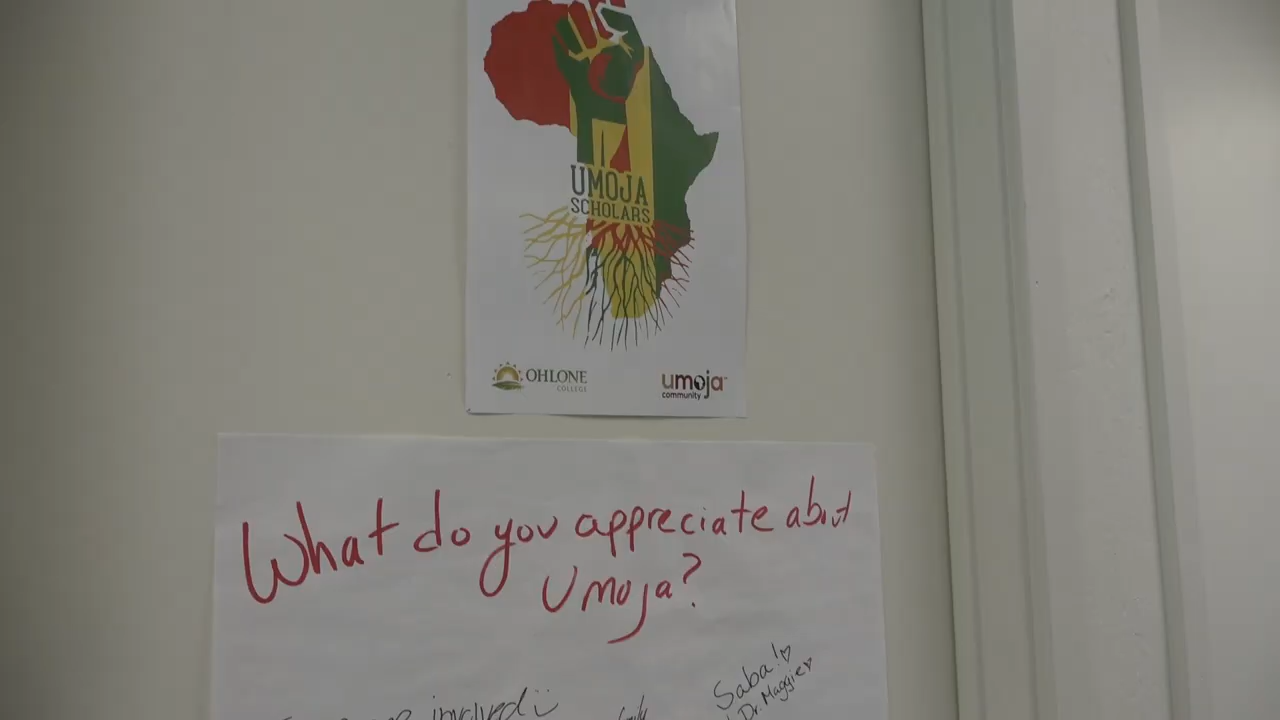 UMOJA
SCHOLARS
OHLONE
COLLEGE
umoja
community
What do you appreciate about
Umoja?
Saba!♡
Dr. Maggie♡
involved